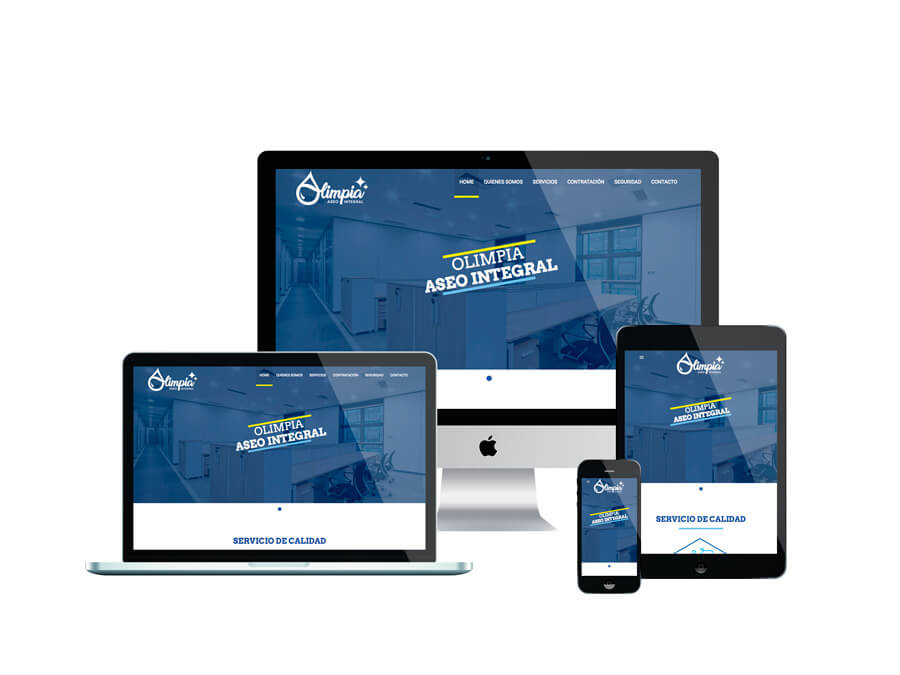 Olimpia
ASEO INTEGRAL
HOME QUIENES SOMOS SERVICIOS CONTRATACIÓN SEGURIDAD CONTACTO
OLIMPIA
ASEO INTEGRAL
Olimpia
ASEO INTEGRAL
HOME QUIENES SOMOS SERVICIOS CONTRATACIÓN SEGURIDAD CONTACTO
OLIMPIA
ASEO INTEGRAL
SERVICIO DE CALIDAD
Olimpia
ASEO INTEGRAL
OLIMPIA
ASEO INTEGRAL
SERVICIO DE CALIDAD
Olimpia
OLIMPIA
ASEO INTEGRAL